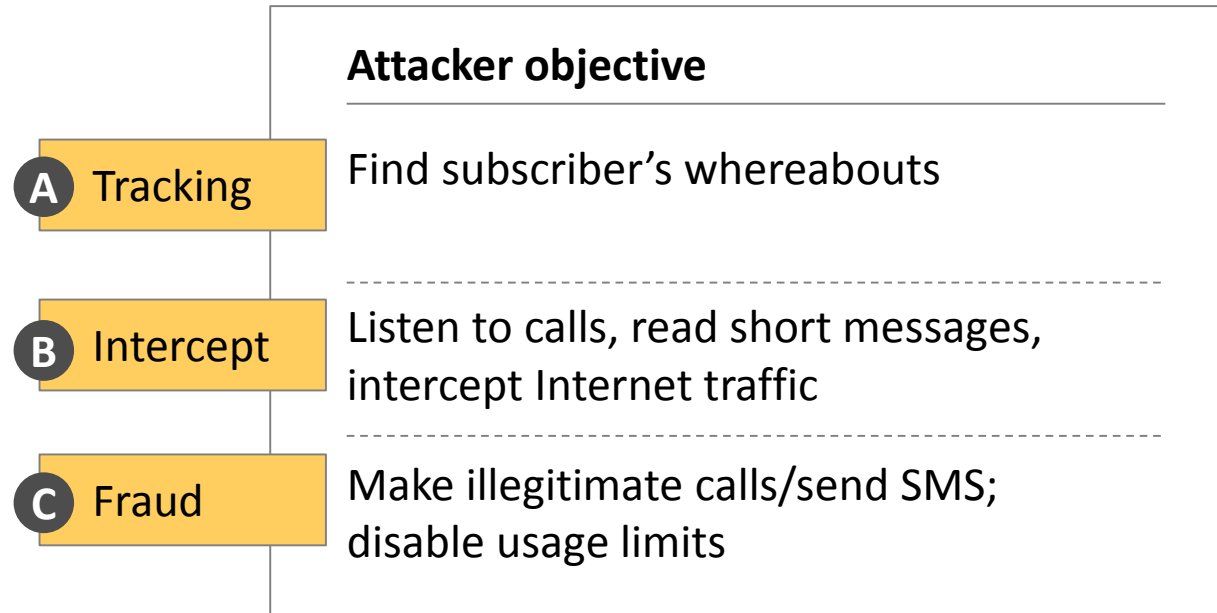 Attacker objective
A Tracking
Find subscriber’s whereabouts
B Intercept
Listen to calls, read short messages,
intercept Internet traffic
C Fraud
Make illegitimate calls/send SMS;
disable usage limits